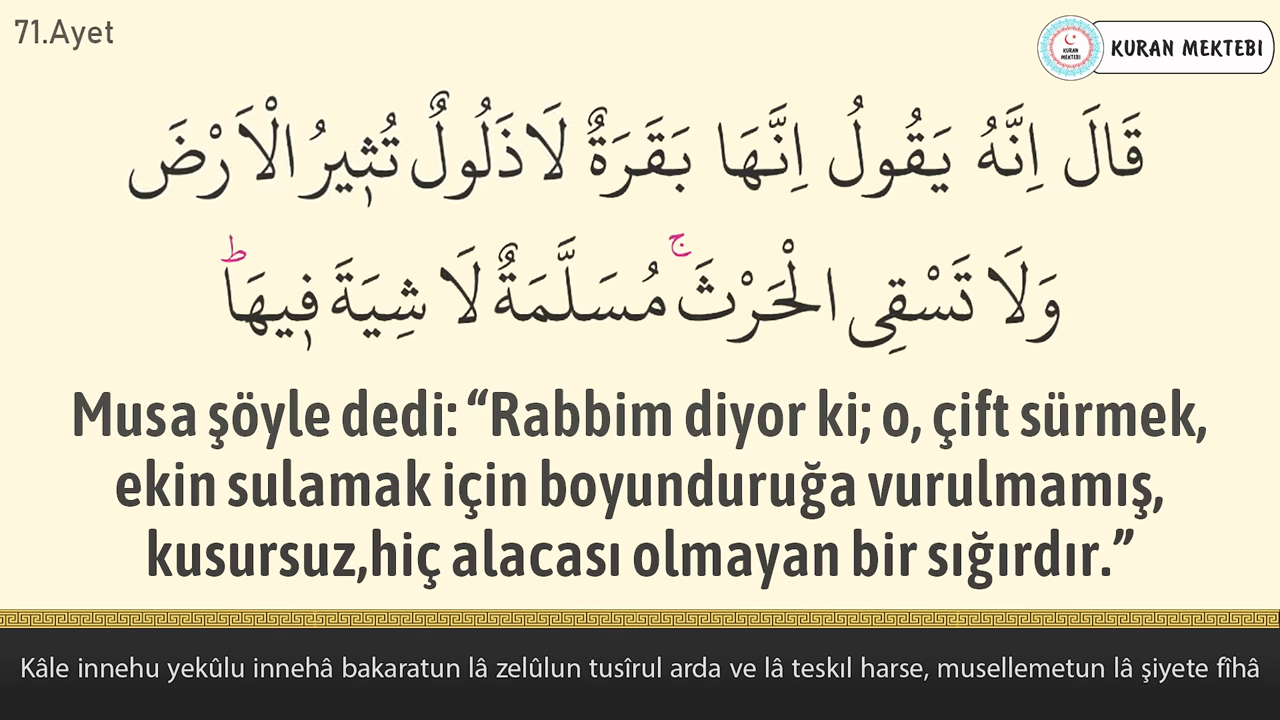 71.Ayet
KURAN MEKTEBI
KURAN
MEKTEBI
قَالَ اِنَّهُ يَقُولُ اِنَّهَا بَقَرَةٌ لَاذَلُولٌ تُثٖيرُ الْاَرْضَ
وَلَا تَسْقِى الْحَرْثَۚ مُسَلَّمَةٌ لَا شِيَةَ فٖيهَاؕ
Musa şöyle dedi: “Rabbim diyor ki; o, çift sürmek,
ekin sulamak için boyunduruğa vurulmamış,
kusursuz,hiç alacası olmayan bir sığırdır.”
Kâle innehu yekûlu innehâ bakaratun lâ zelûlun tusîrul arda ve lâ teskıl harse, musellemetun lâ şiyete fîhâ